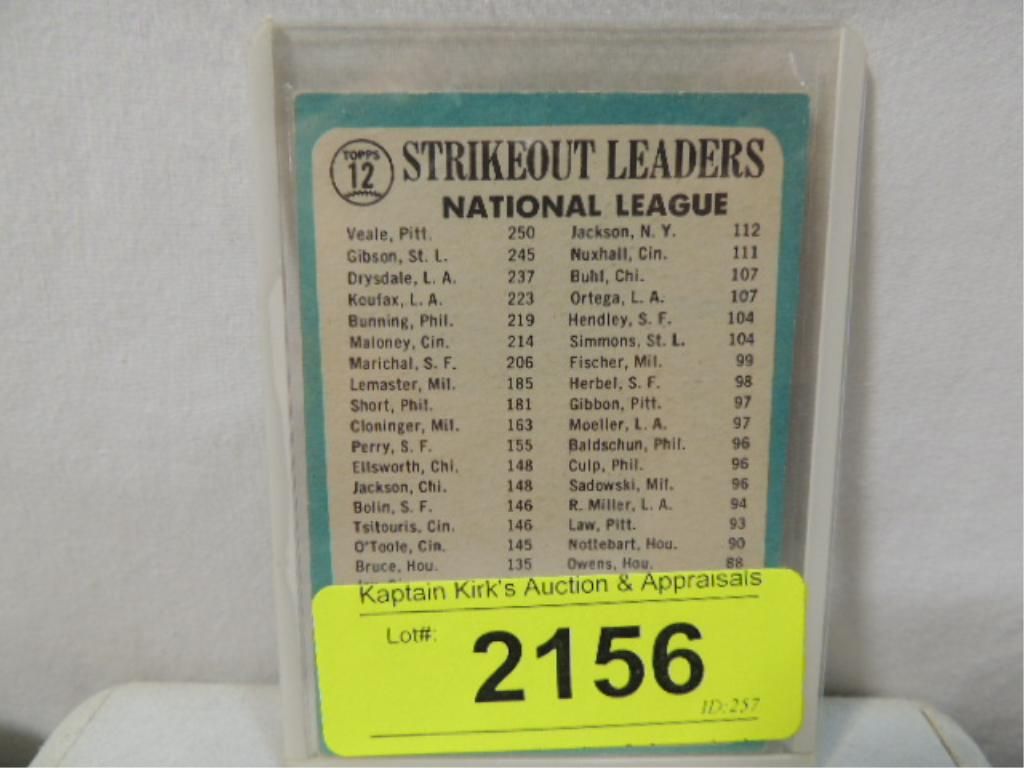 TOPPS
12
STRIKEOUT LEADERS
NATIONAL LEAGUE
Veale, Pitt. 250 Jackson, N. Y. 112
Gibson, St. L. 245 Nuxhall, Cin. 111
Drysdale, L. A. 237 Buhl, Chi. 107
Koufax, L. A. 223 Ortega, L. A. 107
Bunning, Phil. 219 Hendley, S. F. 104
Maloney, Cin. 214 Simmons, St. L. 104
Marichal, S. F. 206 Fischer, Mil. 99
Lemaster, Mil. 185 Herbel, S. F. 98
Short, Phil. 181 Gibbon, Pitt. 97
Cloninger, Mil. 163 Moeller, L. A. 97
Perry, S. F. 155 Baldschun, Phil. 96
Ellsworth, Chi. 148 Culp, Phil. 96
Jackson, Chi. 148 Sadowski, Mil. 96
Bolin, S. F. 146 R. Miller, L. A. 94
Tsitouris, Cin. 146 Law, Pitt. 93
O'Toole, Cin. 145 Nottebart, Hou. 90
Bruce, Hou. 135 Owens, Hou. 88
Kaptain Kirk's Auction & Appraisals
Lot#: 2156
ID:257